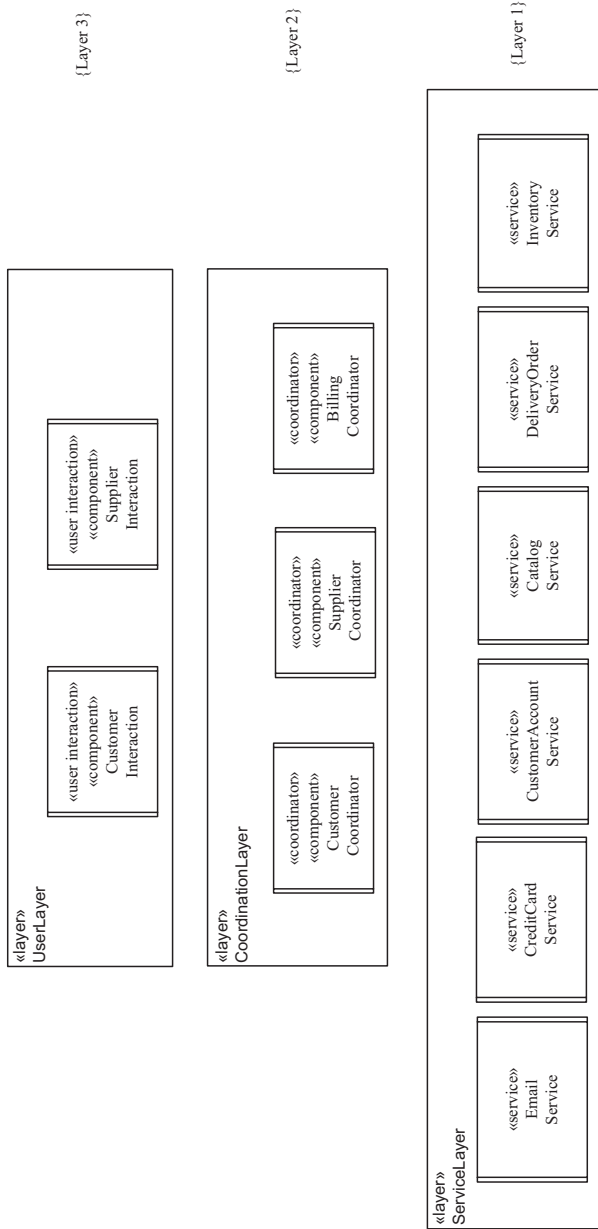 «layer»
UserLayer
«user interaction»
«component»
Customer
Interaction
«user interaction»
«component»
Supplier
Interaction
{Layer 3}
«layer»
CoordinationLayer
«coordinator»
«component»
Customer
Coordinator
«coordinator»
«component»
Supplier
Coordinator
«coordinator»
«component»
Billing
Coordinator
{Layer 2}
«layer»
ServiceLayer
«service»
Email
Service
«service»
CreditCard
Service
«service»
CustomerAccount
Service
«service»
Catalog
Service
«service»
DeliveryOrder
Service
«service»
Inventory
Service
{Layer 1}